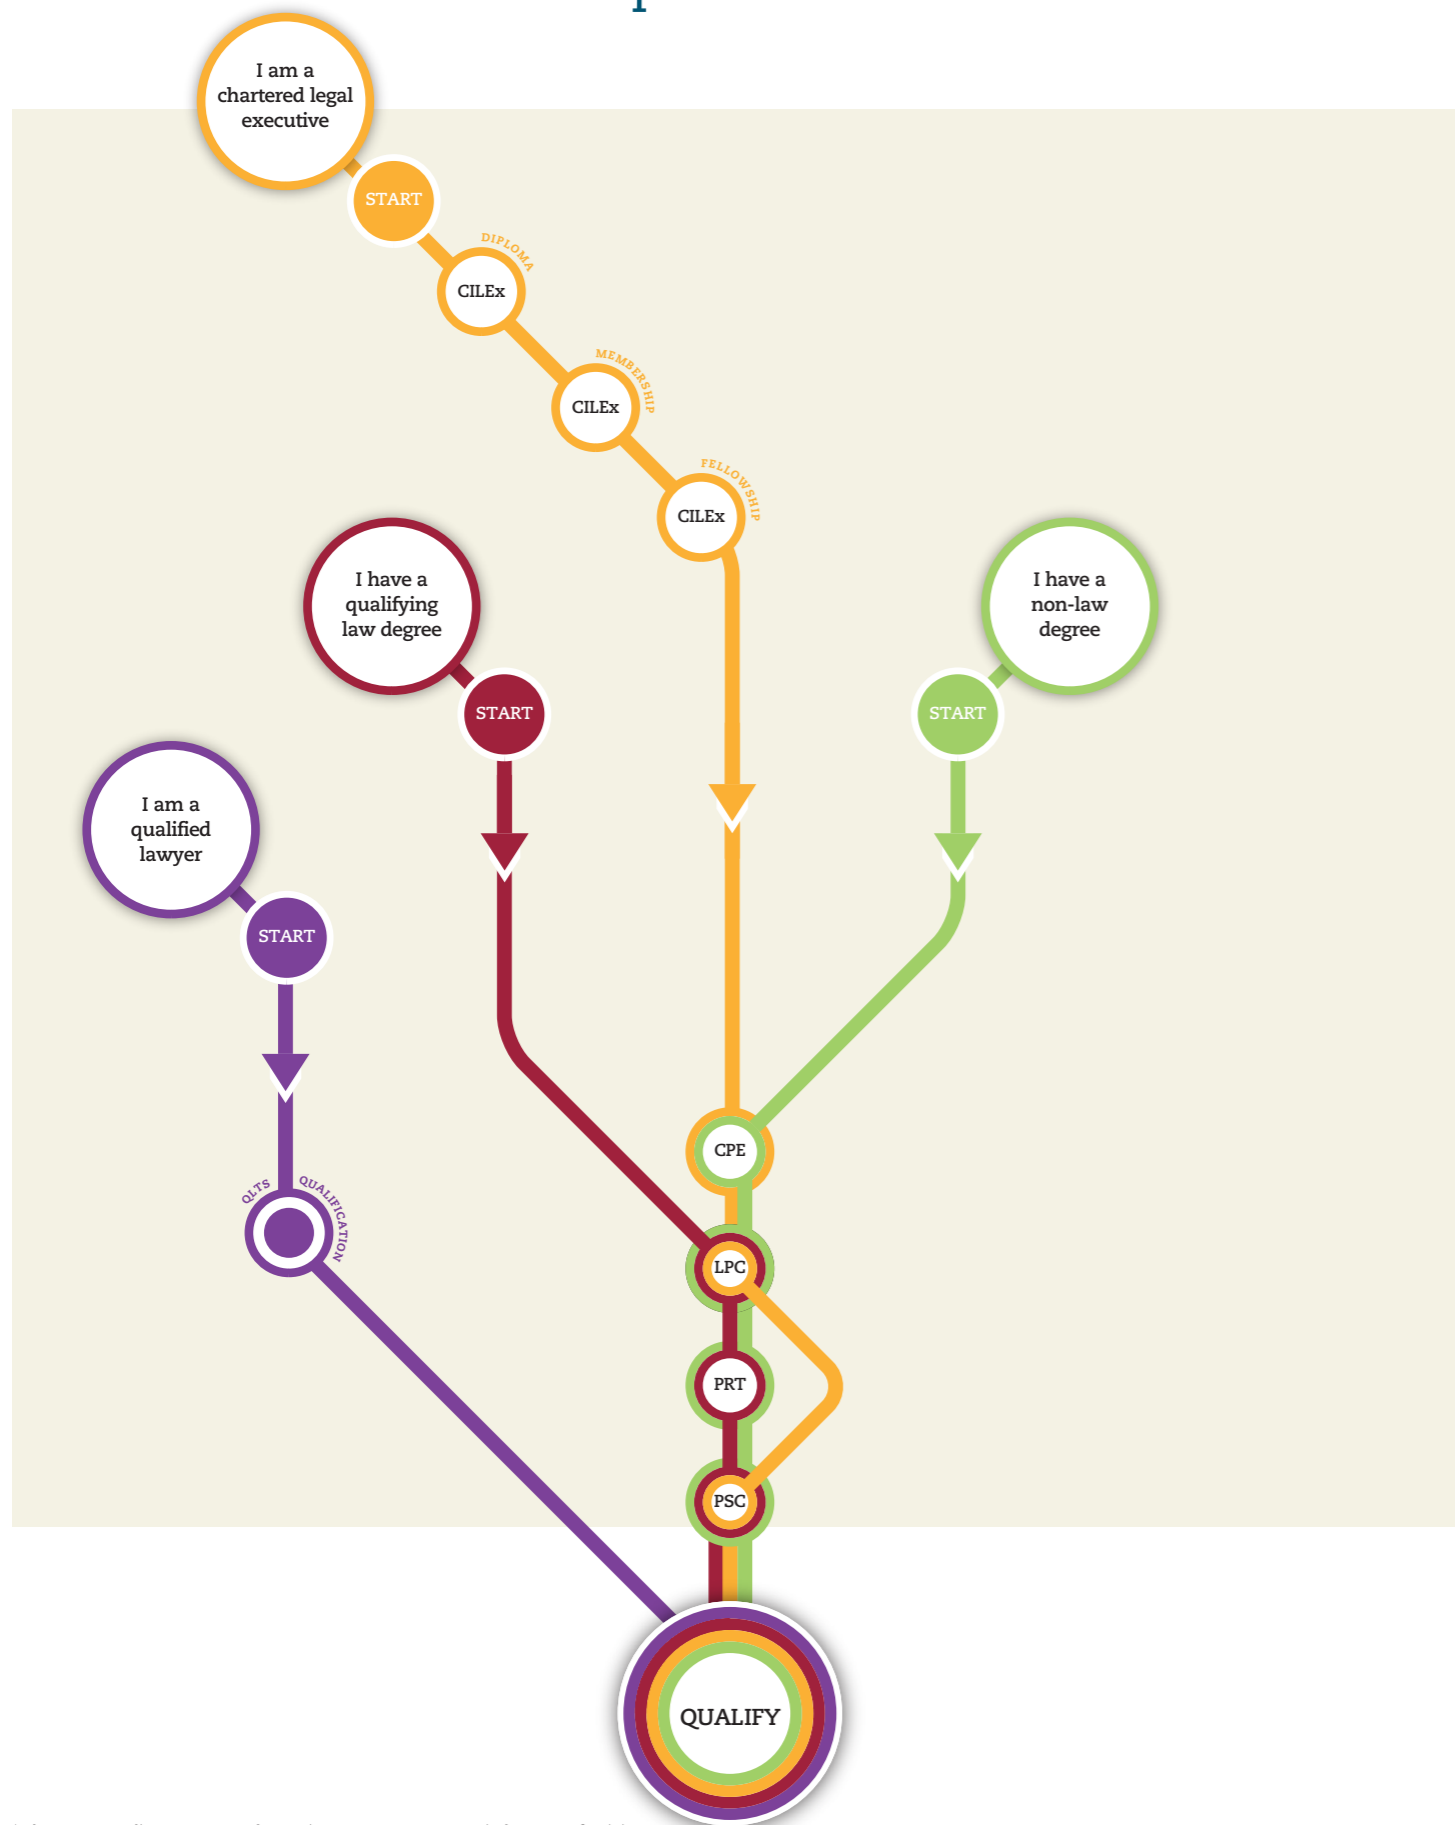 I am a
chartered legal
executive
START
DIPLOMA
CILEx
MEMBERSHIP
CILEx
FELLOWSHIP
CILEx
I have a
qualifying
law degree
START
I have a
non-law
degree
START
I am a
qualified
lawyer
START
QLTS QUALIFICATION
CPE
LPC
PRT
PSC
QUALIFY